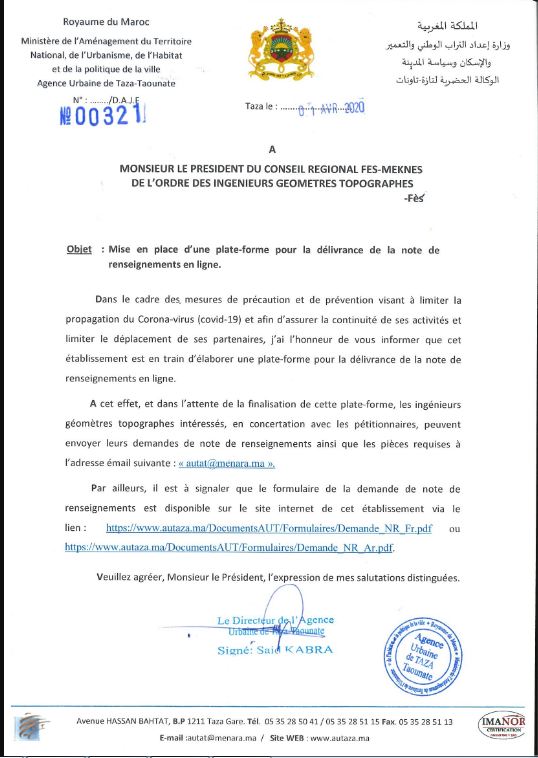 Royaume du Maroc
Ministère de l'Aménagement du Territoire
National, de l'Urbanisme, de l'Habitat
et de la politique de la ville
Agence Urbaine de Taza-Taounate
N° : ......../D.A.J.F
№ 00321
المملكة المغربية
وزارة إعداد التراب الوطني والتعمير
والإسكان وسياسة المدينة
الوكالة الحضرية لتازة-تاونات
Taza le : ......01 AVR 2020
A
MONSIEUR LE PRESIDENT DU CONSEIL REGIONAL FES-MEKNES
DE L'ORDRE DES INGENIEURS GEOMETRES TOPOGRAPHES
-Fès
Objet : Mise en place d'une plate-forme pour la délivrance de la note de
renseignements en ligne.
Dans le cadre des mesures de précaution et de prévention visant à limiter la
propagation du Corona-virus (covid-19) et afin d'assurer la continuité de ses activités et
limiter le déplacement de ses partenaires, j'ai l'honneur de vous informer que cet
établissement est en train d'élaborer une plate-forme pour la délivrance de la note de
renseignements en ligne.
A cet effet, et dans l'attente de la finalisation de cette plate-forme, les ingénieurs
géomètres topographes intéressés, en concertation avec les pétitionnaires, peuvent
envoyer leurs demandes de note de renseignements ainsi que les pièces requises à
l'adresse émail suivante : « autat@menara.ma ».
Par ailleurs, il est à signaler que le formulaire de la demande de note de
renseignements est disponible sur le site internet de cet établissement via le
lien : https://www.autaza.ma/DocumentsAUT/Formulaires/Demande_NR_Fr.pdf ou
https://www.autaza.ma/DocumentsAUT/Formulaires/Demande_NR_Ar.pdf.
Veuillez agréer, Monsieur le Président, l'expression de mes salutations distinguées.
Le Directeur de l'Agence
Urbaine de Taza Taounate
Signé: Said KABRA
Agence
Urbaine
de TAZA
Taounate
Avenue HASSAN BAHTAT, B.P 1211 Taza Gare. Tél. 05 35 28 50 41 / 05 35 28 51 15 Fax. 05 35 28 51 13
E-mail :autat@menara.ma / Site WEB : www.autaza.ma
IMANOR
CERTIFICATION